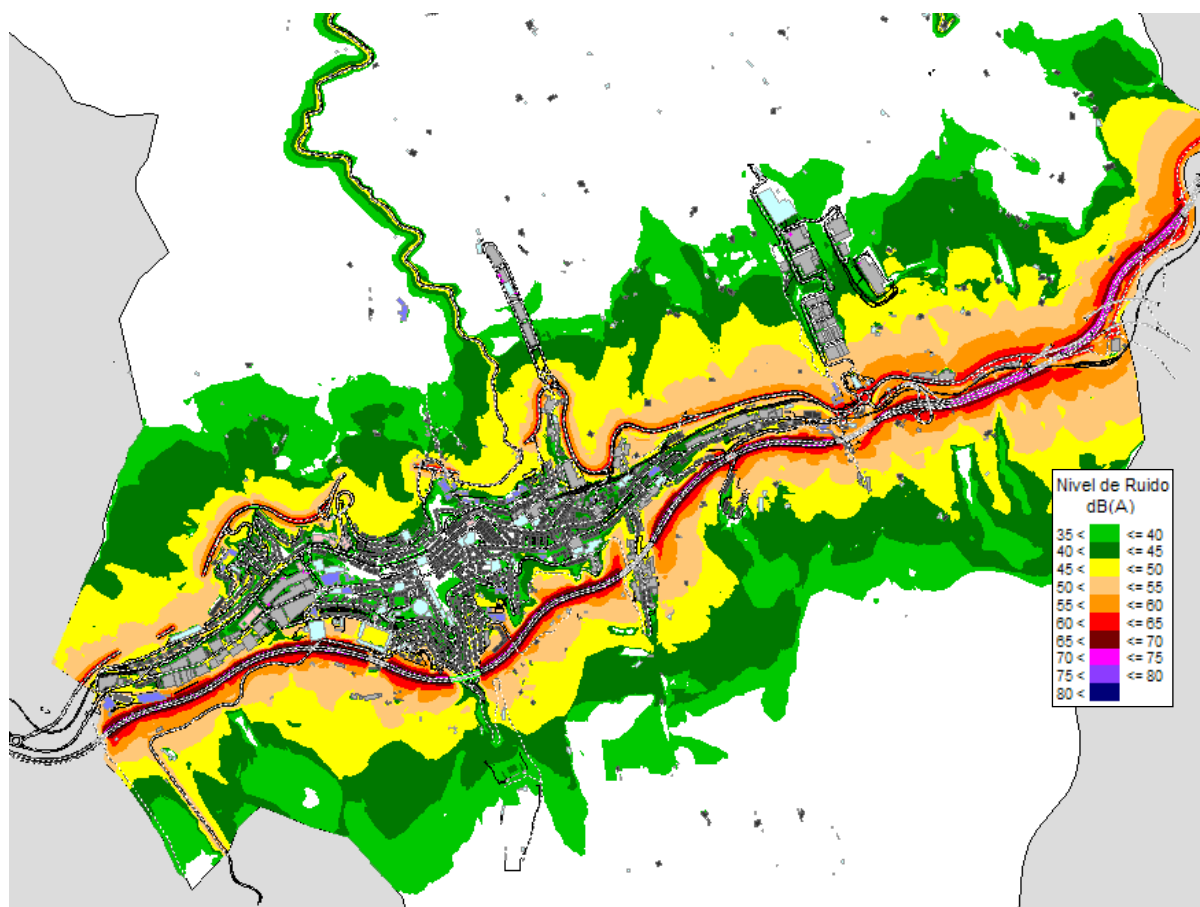 Nivel de Ruido
dB(A)
35 < <= 40
40 < <= 45
45 < <= 50
50 < <= 55
55 < <= 60
60 < <= 65
65 < <= 70
70 < <= 75
75 < <= 80
80 <